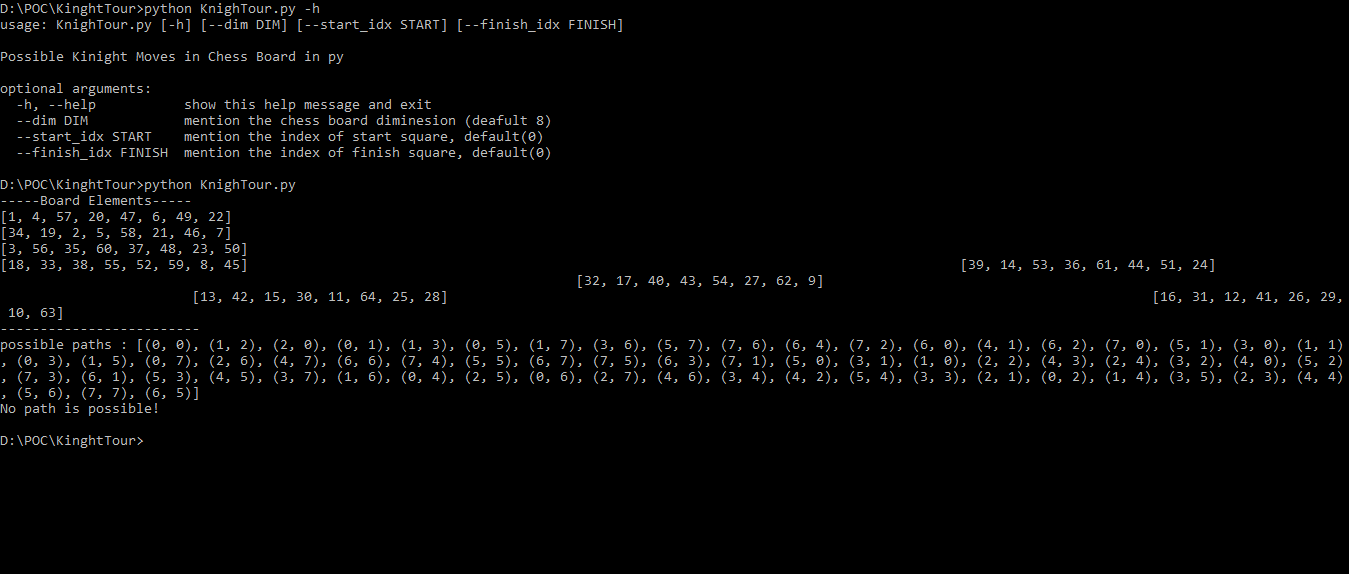 D:\POC\KinghtTour>python KnighTour.py -h
usage: KnighTour.py [-h] [--dim DIM] [--start_idx START] [--finish_idx FINISH]
Possible Kinight Moves in Chess Board in py
optional arguments:
-h, --help            show this help message and exit
--dim DIM             mention the chess board diminesion (deafult 8)
--start_idx START     mention the index of start square, default(0)
--finish_idx FINISH   mention the index of finish square, default(0)
D:\POC\KinghtTour>python KnighTour.py
-----Board Elements-----
[1, 4, 57, 20, 47, 6, 49, 22]
[34, 19, 2, 5, 58, 21, 46, 7]
[3, 56, 35, 60, 37, 48, 23, 50]
[18, 33, 38, 55, 52, 59, 8, 45] [39, 14, 53, 36, 61, 44, 51, 24]
[32, 17, 40, 43, 54, 27, 62, 9]
[13, 42, 15, 30, 11, 64, 25, 28] [16, 31, 12, 41, 26, 29,
10, 63]
-------------------------
possible paths : [(0, 0), (1, 2), (2, 0), (0, 1), (1, 3), (0, 5), (1, 7), (3, 6), (5, 7), (7, 6), (6, 4), (7, 2), (6, 0), (4, 1), (6, 2), (7, 0), (5, 1), (3, 0), (1, 1)
, (0, 3), (1, 5), (0, 7), (2, 6), (4, 7), (6, 6), (7, 4), (5, 5), (6, 7), (7, 5), (6, 3), (7, 1), (5, 0), (3, 1), (1, 0), (2, 2), (4, 3), (2, 4), (3, 2), (4, 0), (5, 2)
, (7, 3), (6, 1), (5, 3), (4, 5), (3, 7), (1, 6), (0, 4), (2, 5), (0, 6), (2, 7), (4, 6), (3, 4), (4, 2), (5, 4), (3, 3), (2, 1), (0, 2), (1, 4), (3, 5), (2, 3), (4, 4)
, (5, 6), (7, 7), (6, 5)]
No path is possible!
D:\POC\KinghtTour>